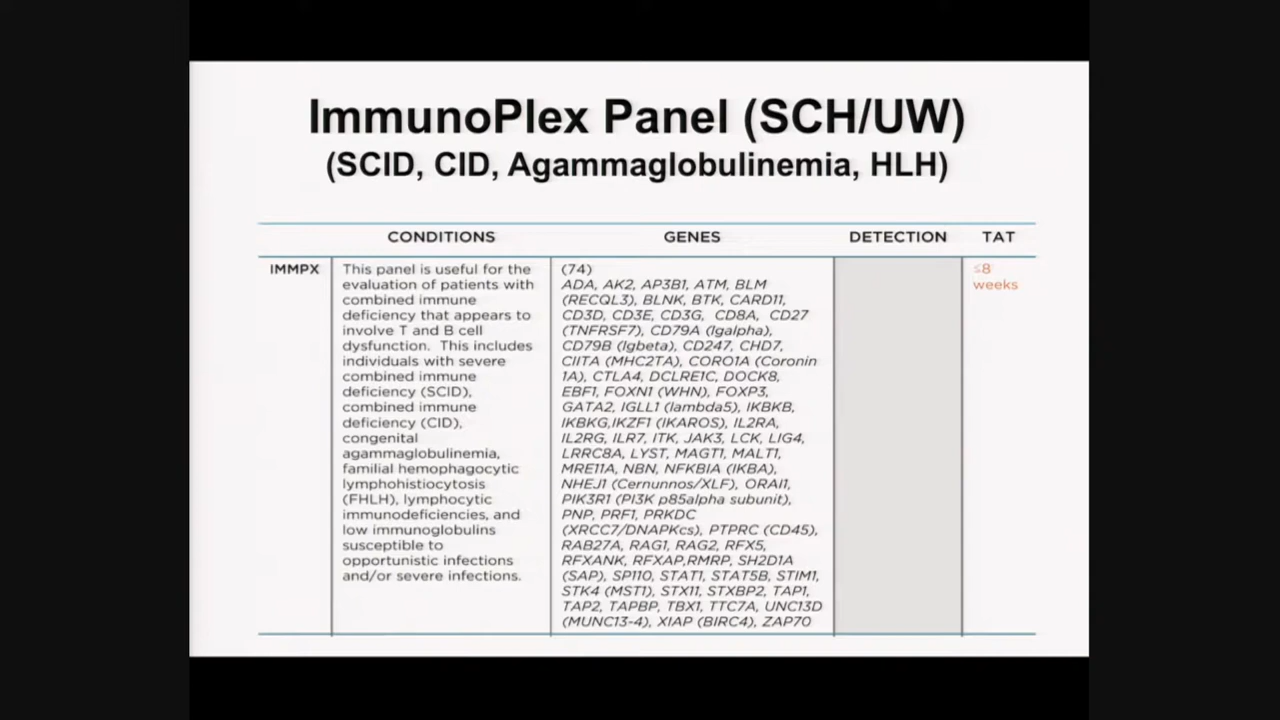 ImmunoPlex Panel (SCH/UW)
(SCID, CID, Agammaglobulinemia, HLH)
CONDITIONS GENES DETECTION TAT
IMMPX
This panel is useful for the
evaluation of patients with
combined immune
deficiency that appears to
involve T and B cell
dysfunction. This includes
individuals with severe
combined immune
deficiency (SCID),
combined immune
deficiency (CID),
congenital
agammaglobulinemia,
familial hemophagocytic
lymphohistiocytosis
(FHLH), lymphocytic
immunodeficiencies, and
low immunoglobulins
susceptible to
opportunistic infections
and/or severe infections.
(74)
ADA, AK2, AP3B1, ATM, BLM
(RECQL3), BLNK, BTK, CARD11,
CD3D, CD3E, CD3G, CD8A, CD27
(TNFRSF7), CD79A (Igalpha),
CD79B (Igbeta), CD247, CHD7,
CIITA (MHC2TA), CORO1A (Coronin
1A), CTLA4, DCLRE1C, DOCK8,
EBF1, FOXN1 (WHN), FOXP3,
GATA2, IGLL1 (lambda5), IKBKB,
IKBKG,IKZF1 (IKAROS), IL2RA,
IL2RG, ILR7, ITK, JAK3, LCK, LIG4,
LRRC8A, LYST, MAGT1, MALT1,
MRE11A, NBN, NFKBIA (IKBA),
NHEJ1 (Cernunnos/XLF), ORAI1,
PIK3R1 (PI3K p85alpha subunit),
PNP, PRF1, PRKDC
(XRCC7/DNAPKcs), PTPRC (CD45),
RAB27A, RAG1, RAG2, RFX5,
RFXANK, RFXAP,RMRP, SH2D1A
(SAP), SP110, STAT1, STAT5B, STIM1,
STK4 (MST1), STX11, STXBP2, TAP1,
TAP2, TAPBP, TBX1, TTC7A, UNC13D
(MUNC13-4), XIAP (BIRC4), ZAP70
≤8
weeks